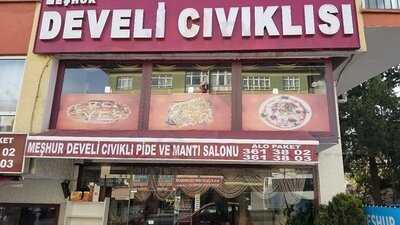 MEŞHUR
DEVELİ CIVIKLISI
MEŞHUR DEVELİ CIVIKLI PİDE VE MANTI SALONU
ALO PAKET
361 38 02
361 38 03
PAKET
02
03